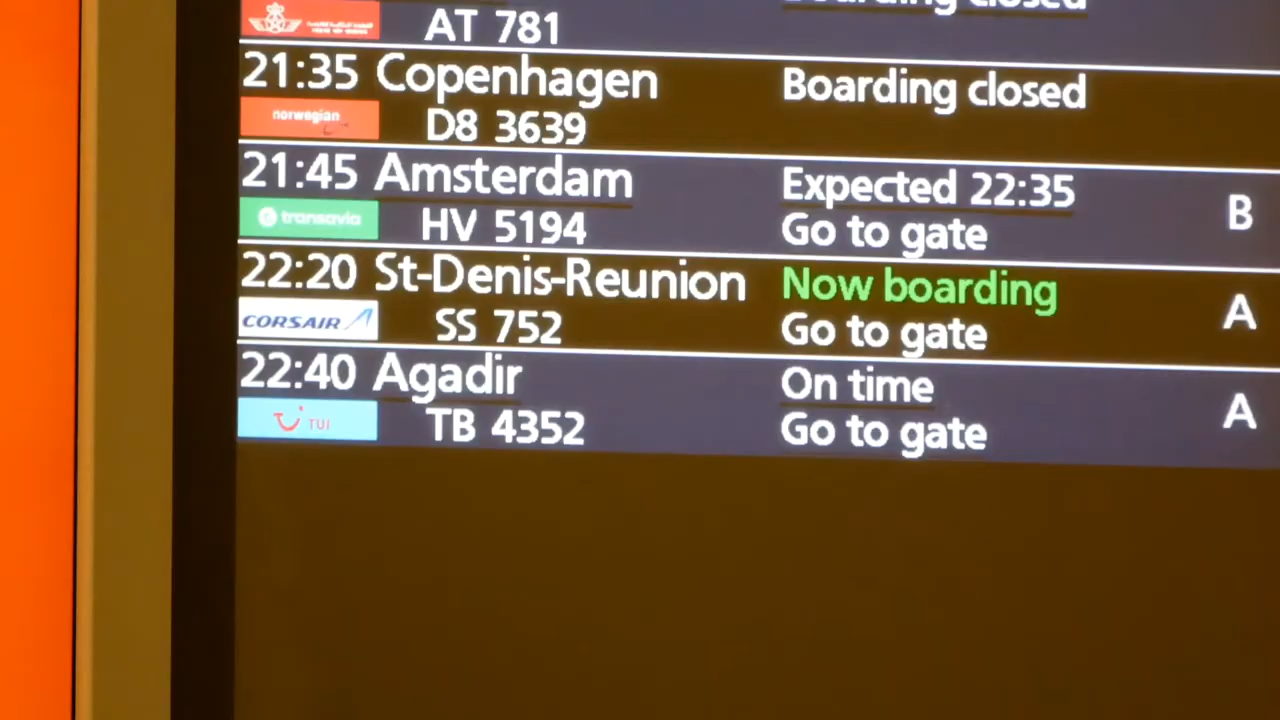 Boarding closed
AT 781
21:35 Copenhagen Boarding closed
norwegian D8 3639
21:45 Amsterdam Expected 22:35 B
transavia HV 5194 Go to gate
22:20 St-Denis-Reunion Now boarding A
CORSAIR SS 752 Go to gate
22:40 Agadir On time A
TUI TB 4352 Go to gate